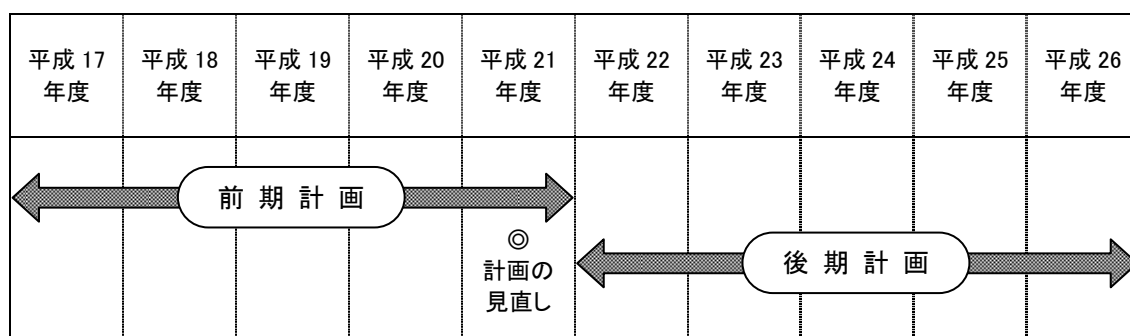 平成 17 平成 18 平成 19 平成 20 平成 21 平成 22 平成 23 平成 24 平成 25 平成 26
年度 年度 年度 年度 年度 年度 年度 年度 年度 年度
前 期 計 画
◎
計画の
見直し
後 期 計 画